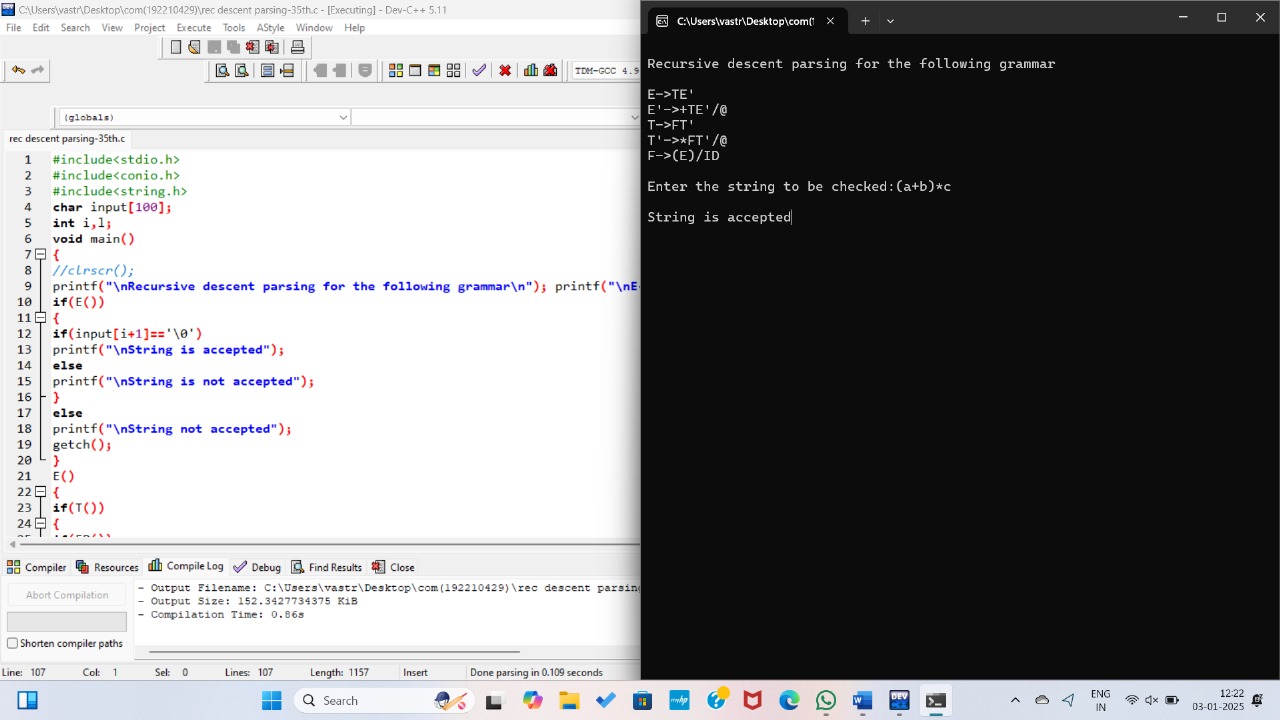 C:\Users\vastr\Desktop\com(192210429)\rec descent parsing-35th.c - [Executing] - Dev-C++ 5.11
File Edit Search View Project Execute Tools AStyle Window Help
TDM-GCC 4.9
(globals)
rec descent parsing-35th.c
1 #include<stdio.h>
2 #include<conio.h>
3 #include<string.h>
4 char input[100];
5 int i,l;
6 void main()
7 {
8 //clrscr();
9 printf("\nRecursive descent parsing for the following grammar\n"); printf("\nE
10 if(E())
11 {
12 if(input[i+1]=='\0')
13 printf("\nString is accepted");
14 else
15 printf("\nString is not accepted");
16 }
17 else
18 printf("\nString not accepted");
19 getch();
20 }
21 E()
22 {
23 if(T())
24 {
Compiler Resources Compile Log Debug Find Results Close
Abort Compilation
Shorten compiler paths
- Output Filename: C:\Users\vastr\Desktop\com(192210429)\rec descent parsing
- Output Size: 152.3427734375 KiB
- Compilation Time: 0.86s
Line: 107 Col: 1 Sel: 0 Lines: 107 Length: 1157 Insert Done parsing in 0.109 seconds
C:\Users\vastr\Desktop\com('
Recursive descent parsing for the following grammar
E->TE'
E'->+TE'/@
T->FT'
T'->*FT'/@
F->(E)/ID
Enter the string to be checked:(a+b)*c
String is accepted
Search
ENG
IN
12:22
03-01-2025